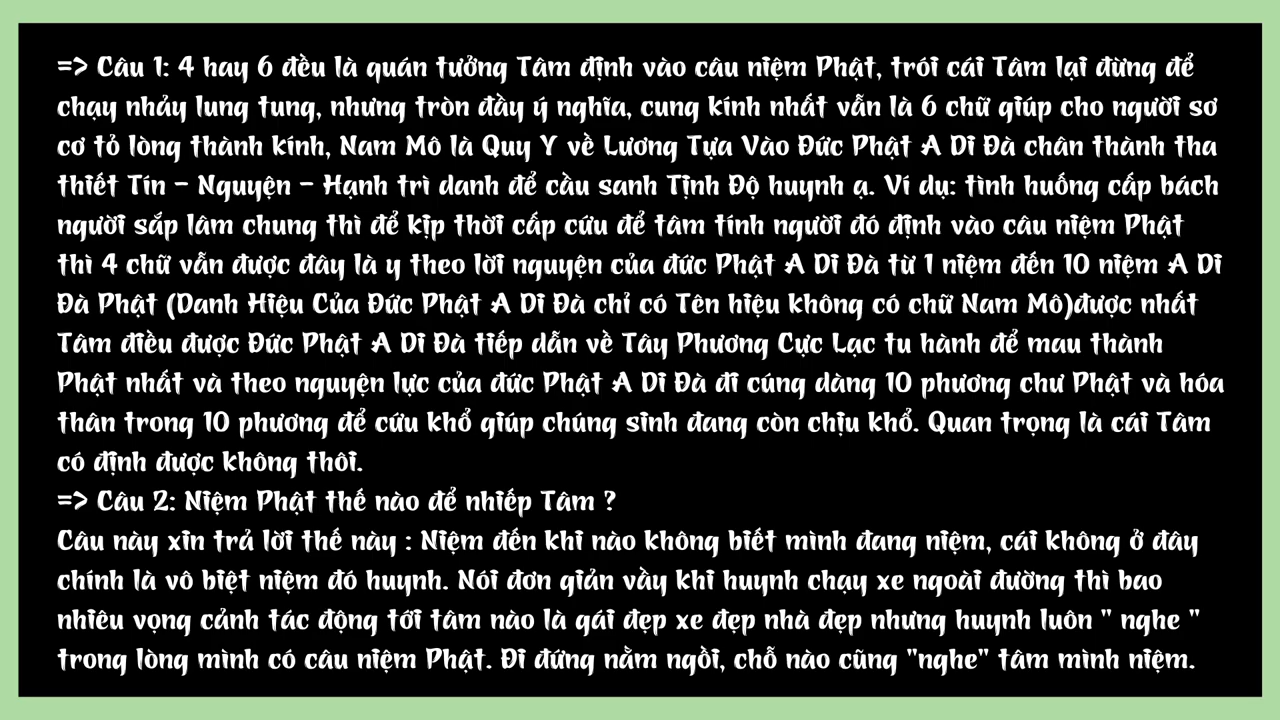 => Câu 1: 4 hay 6 đều là quán tưởng Tâm định vào câu niệm Phật, trói cái Tâm lại đừng để
chạy nhảy lung tung, nhưng tròn đầy ý nghĩa, cung kính nhất vẫn là 6 chữ giúp cho người sơ
cơ tỏ lòng thành kính, Nam Mô là Quy Y về Lương Tựa Vào Đức Phật A Di Đà chân thành tha
thiết Tín – Nguyện – Hạnh trì danh để cầu sanh Tịnh Độ huynh ạ. Ví dụ: tình huống cấp bách
người sắp lâm chung thì để kịp thời cấp cứu để tâm tính người đó định vào câu niệm Phật
thì 4 chữ vẫn được đây là y theo lời nguyện của đức Phật A Di Đà từ 1 niệm đến 10 niệm A Di
Đà Phật (Danh Hiệu Của Đức Phật A Di Đà chỉ có Tên hiệu không có chữ Nam Mô)được nhất
Tâm điều được Đức Phật A Di Đà tiếp dẫn về Tây Phương Cực Lạc tu hành để mau thành
Phật nhất và theo nguyện lực của đức Phật A Di Đà đi cúng dàng 10 phương chư Phật và hóa
thân trong 10 phương để cứu khổ giúp chúng sinh đang còn chịu khổ. Quan trọng là cái Tâm
có định được không thôi.
=> Câu 2: Niệm Phật thế nào để nhiếp Tâm ?
Câu này xin trả lời thế này : Niệm đến khi nào không biết mình đang niệm, cái không ở đây
chính là vô biệt niệm đó huynh. Nói đơn giản vầy khi huynh chạy xe ngoài đường thì bao
nhiêu vọng cảnh tác động tới tâm nào là gái đẹp xe đẹp nhà đẹp nhưng huynh luôn " nghe "
trong lòng mình có câu niệm Phật. Đi đứng nằm ngồi, chỗ nào cũng "nghe" tâm mình niệm.